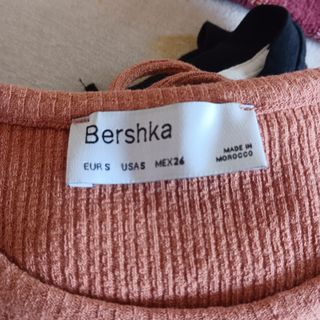 Bershka
EUR S USA S MEX 26
MADE IN
MOROCCO